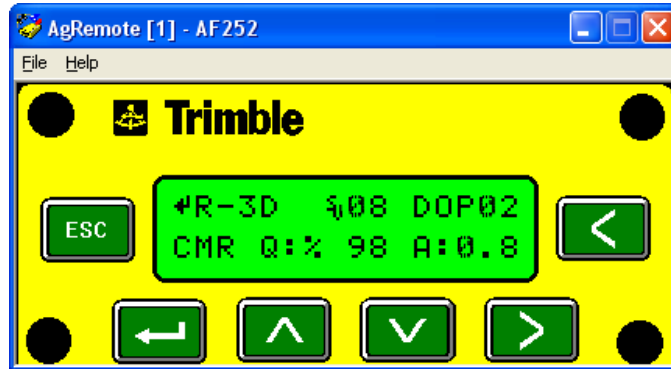 AgRemote [1] - AF252
File Help
Trimble
ESC
↵R-3D 08 DOP02
CMR Q:% 98 A:0.8